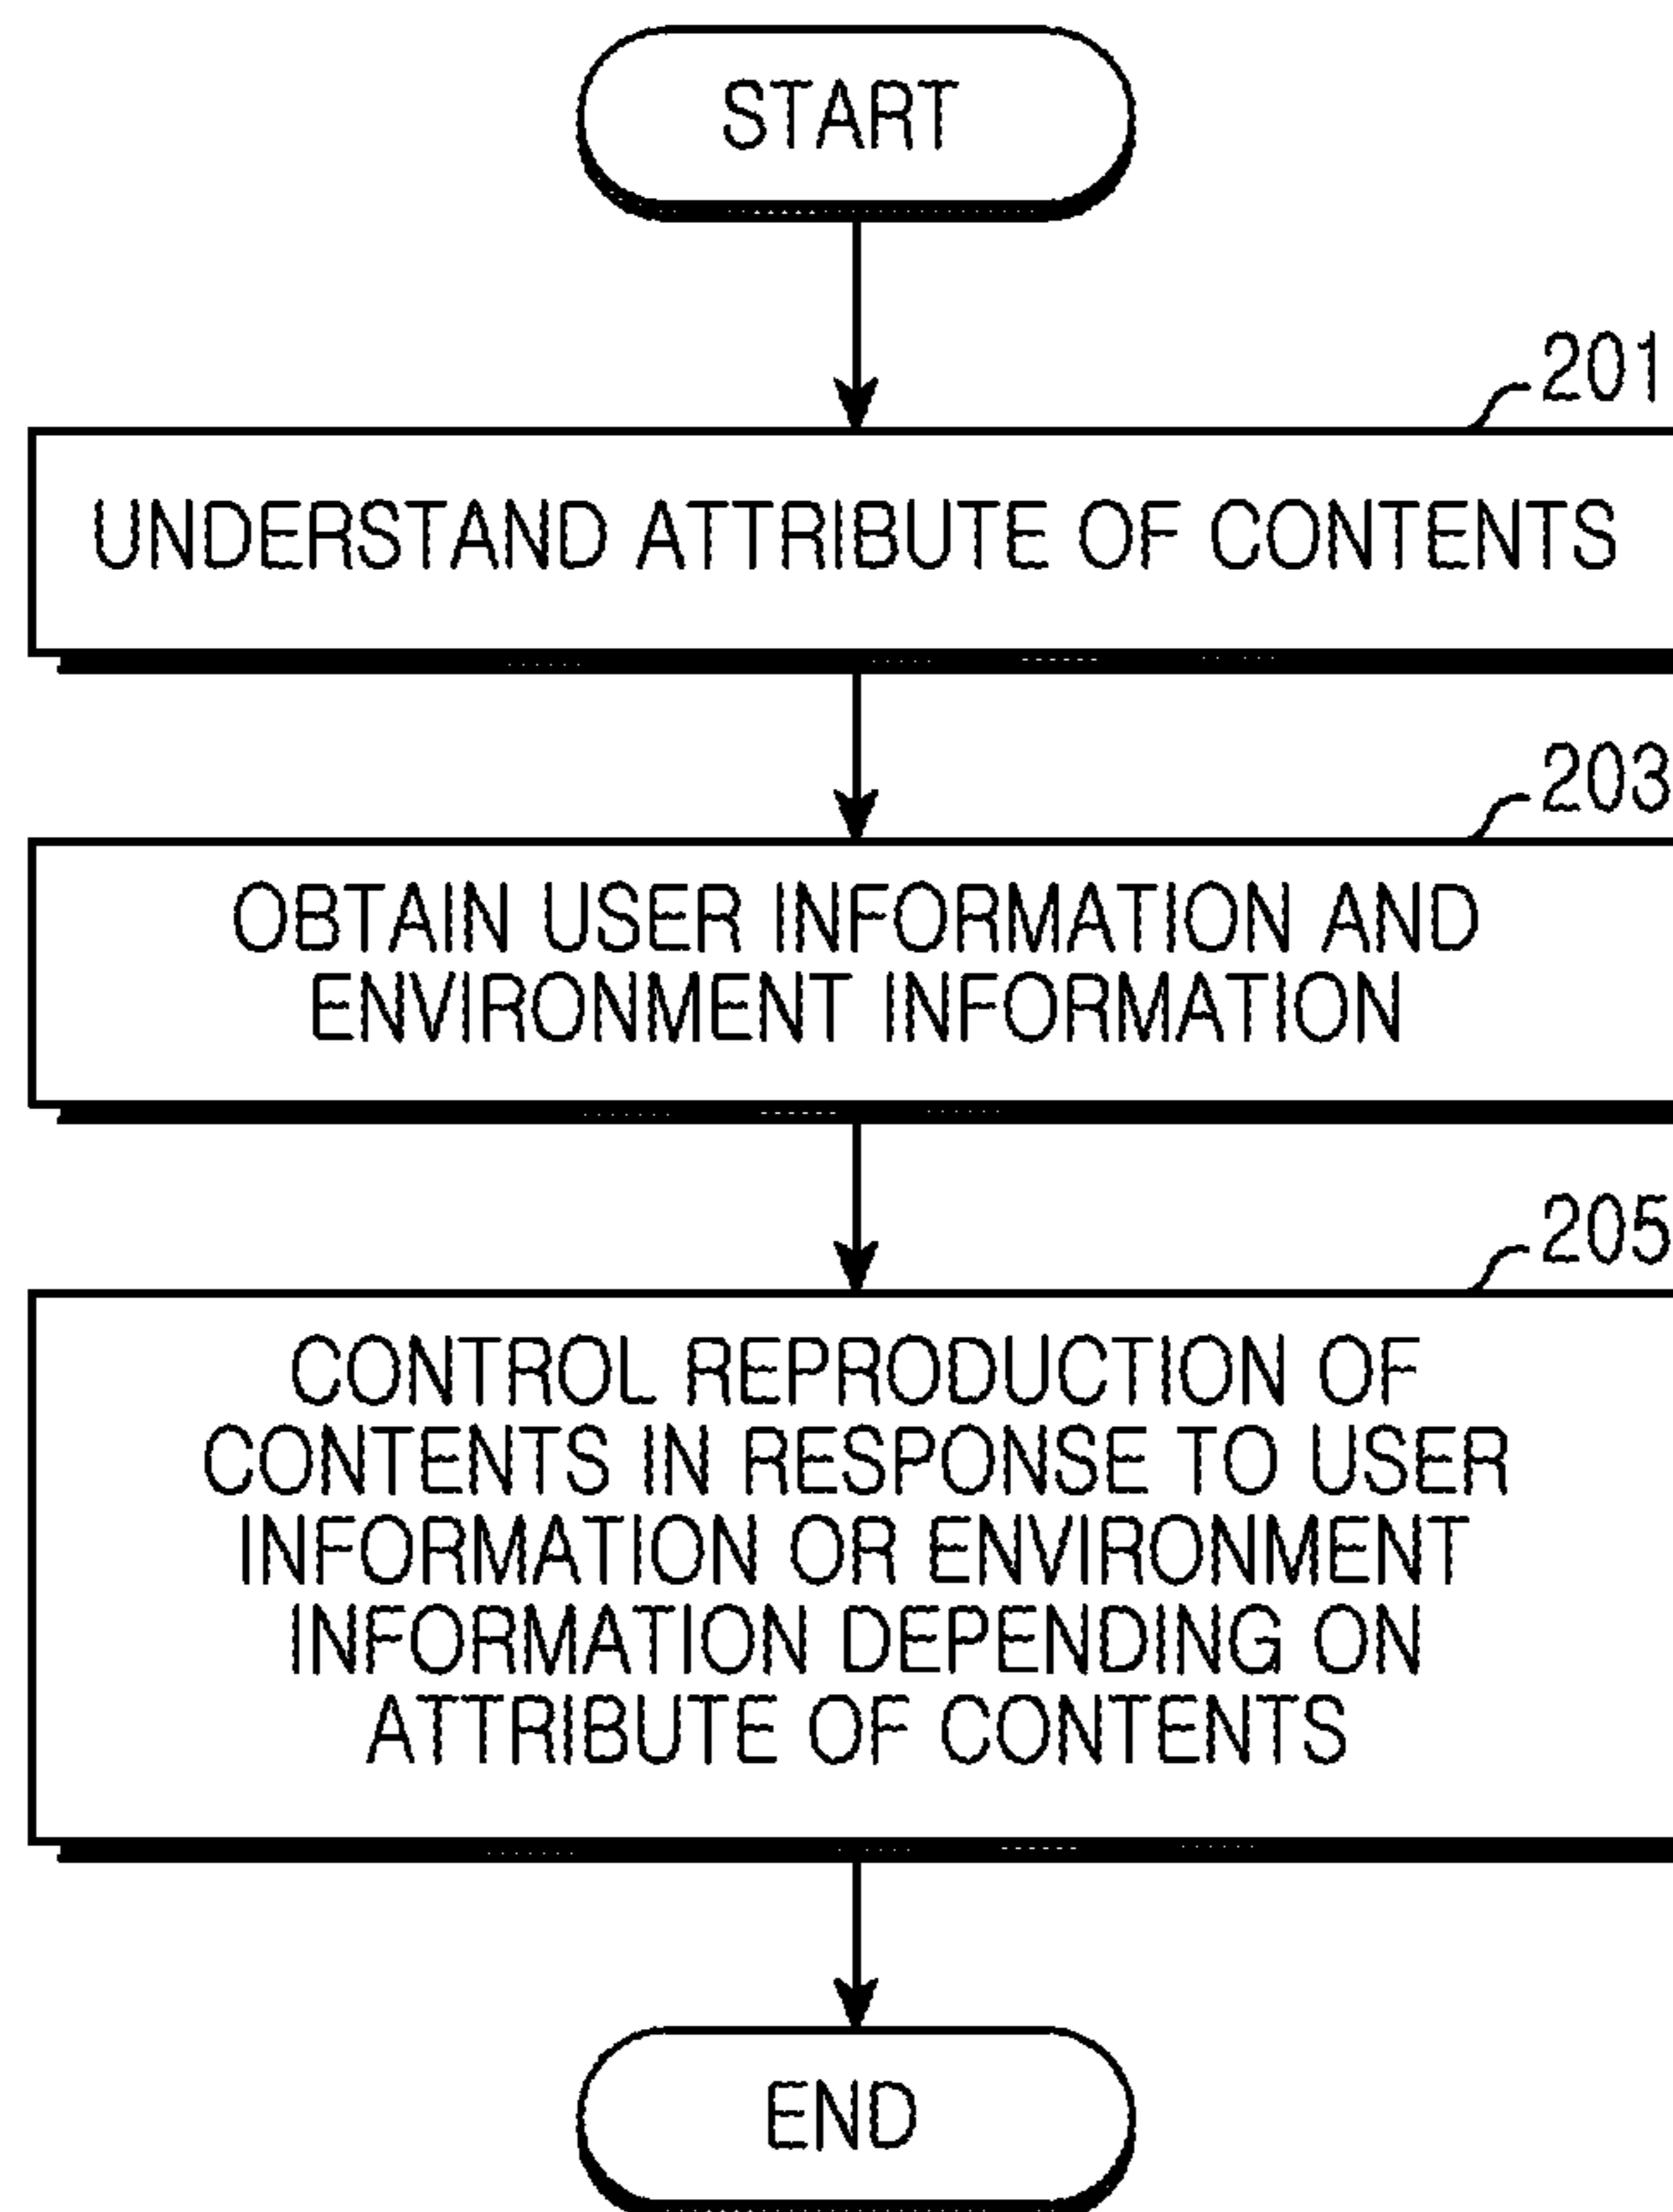 START
201
UNDERSTAND ATTRIBUTE OF CONTENTS
203
OBTAIN USER INFORMATION AND
ENVIRONMENT INFORMATION
205
CONTROL REPRODUCTION OF
CONTENTS IN RESPONSE TO USER
INFORMATION OR ENVIRONMENT
INFORMATION DEPENDING ON
ATTRIBUTE OF CONTENTS
END